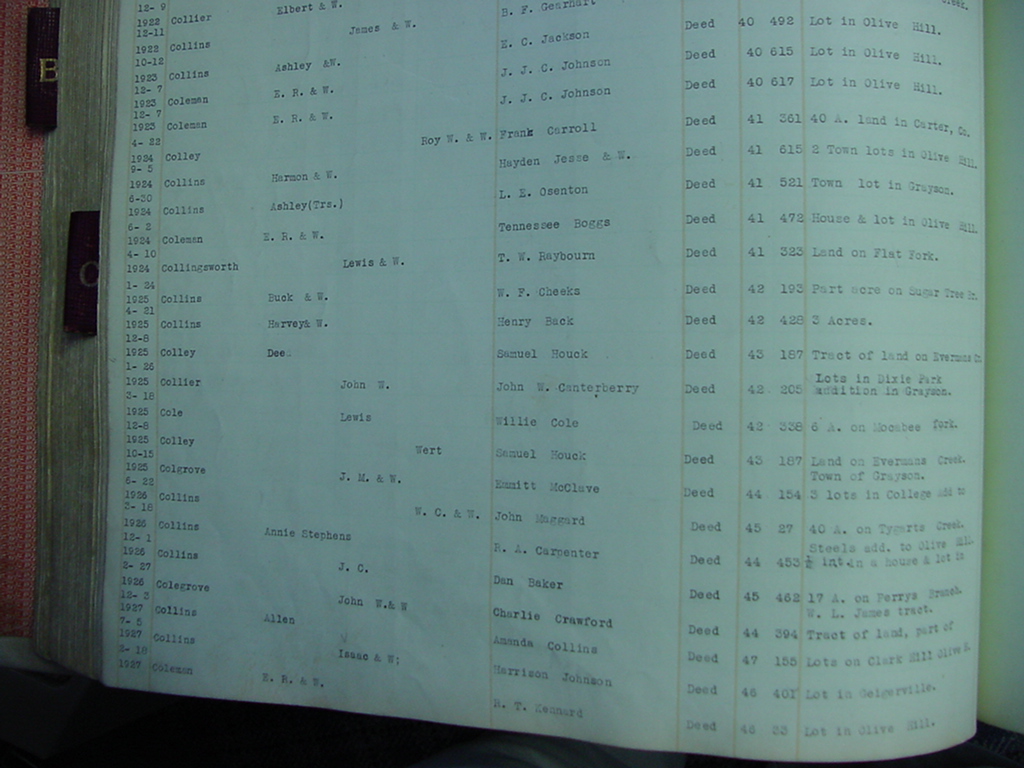 B
C
12- 9 Elbert & W. B. F. Gearhart
1922 Collier Deed 40 492 Lot in Olive Hill.
12-11 James & W. E. C. Jackson
1922 Collins Deed 40 615 Lot in Olive Hill.
10-12 Ashley &W. J. J. C. Johnson
1923 Collins Deed 40 617 Lot in Olive Hill.
12- 7 E. R. & W. J. J. C. Johnson
1923 Coleman Deed 41 361 40 A. land in Carter, Co.
12- 7 E. R. & W.
1923 Coleman
4- 22 Roy W. & W. Frank Carroll
1924 Colley Deed 41 615 2 Town lots in Olive Hill.
9- 5 Harmon & W. Hayden Jesse & W.
1924 Collins Deed 41 521 Town lot in Grayson.
6-30 Ashley(Trs.) L. E. Osenton
1924 Collins Deed 41 472 House & lot in Olive Hill.
6- 2 E. R. & W. Tennessee Boggs
1924 Coleman Deed 41 323 Land on Flat Fork.
4- 10 Lewis & W. T. W. Raybourn
1924 Collingsworth
1- 24 Buck & W. W. F. Cheeks Deed 42 193 Part acre on Sugar Tree Br.
1925 Collins
4- 21 Harvey& W. Henry Back Deed 42 428 3 Acres.
1925 Collins
12-8 Dee Samuel Houck Deed 43 187 Tract of land on Evermans
1925 Colley
1- 26 John W. John W. Canterberry Deed 42 205 Lots in Dixie Park
1925 Collier addition in Grayson.
3- 18 Lewis Willie Cole Deed 42 338 6 A. on Mocabee fork.
1925 Cole
12-8 Wert Samuel Houck Deed 43 187 Land on Evermans Creek.
1925 Colley Town of Grayson.
10-15 J. M. & W. Emmitt McClave Deed 44 154 3 lots in College add to
1925 Colgrove
6- 22 W. C. & W. John Maggard Deed 45 27 40 A. on Tygarts Creek.
1926 Collins Steels add. to Olive Hill
3- 18 Annie Stephens R. A. Carpenter Deed 44 453 ½ int.in a house & lot in
1926 Collins
12- 1 J. C. Dan Baker Deed 45 462 17 A. on Perrys Branch.
1926 Collins W. L. James tract.
2- 27 John W.& W Charlie Crawford Deed 44 394 Tract of land, part of
1926 Colegrove
12- 3 Allen Amanda Collins Deed 47 155 Lots on Clark Hill Olive H.
1927 Collins
7- 5 Isaac & W; Harrison Johnson Deed 46 401 Lot in Geigerville.
1927 Collins
2- 18 E. R. & W. R. T. Kennard Deed 46 Lot in Olive Hill.
1927 Coleman